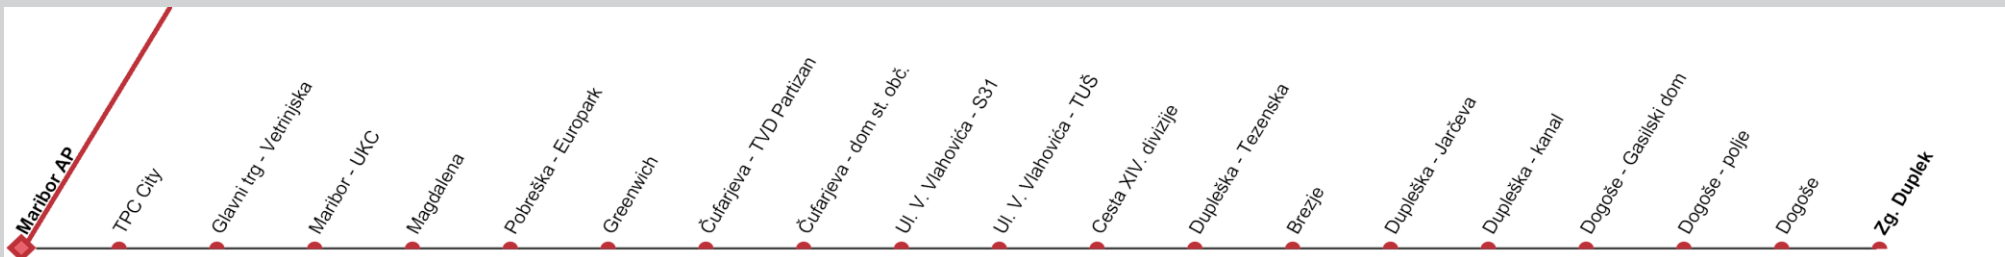 Maribor AP
TPC City
Glavni trg - Vetrinjska
Maribor - UKC
Magdalena
Pobreška - Europark
Greenwich
Čufarjeva - TVD Partizan
Čufarjeva - dom st. obč.
Ul. V. Vlahovića - S31
Ul. V. Vlahovića - TUŠ
Cesta XIV. divizije
Dupleška - Tezenska
Brezje
Dupleška - Jarčeva
Dupleška - kanal
Dogoše - Gasilski dom
Dogoše - polje
Dogoše
Zg. Duplek